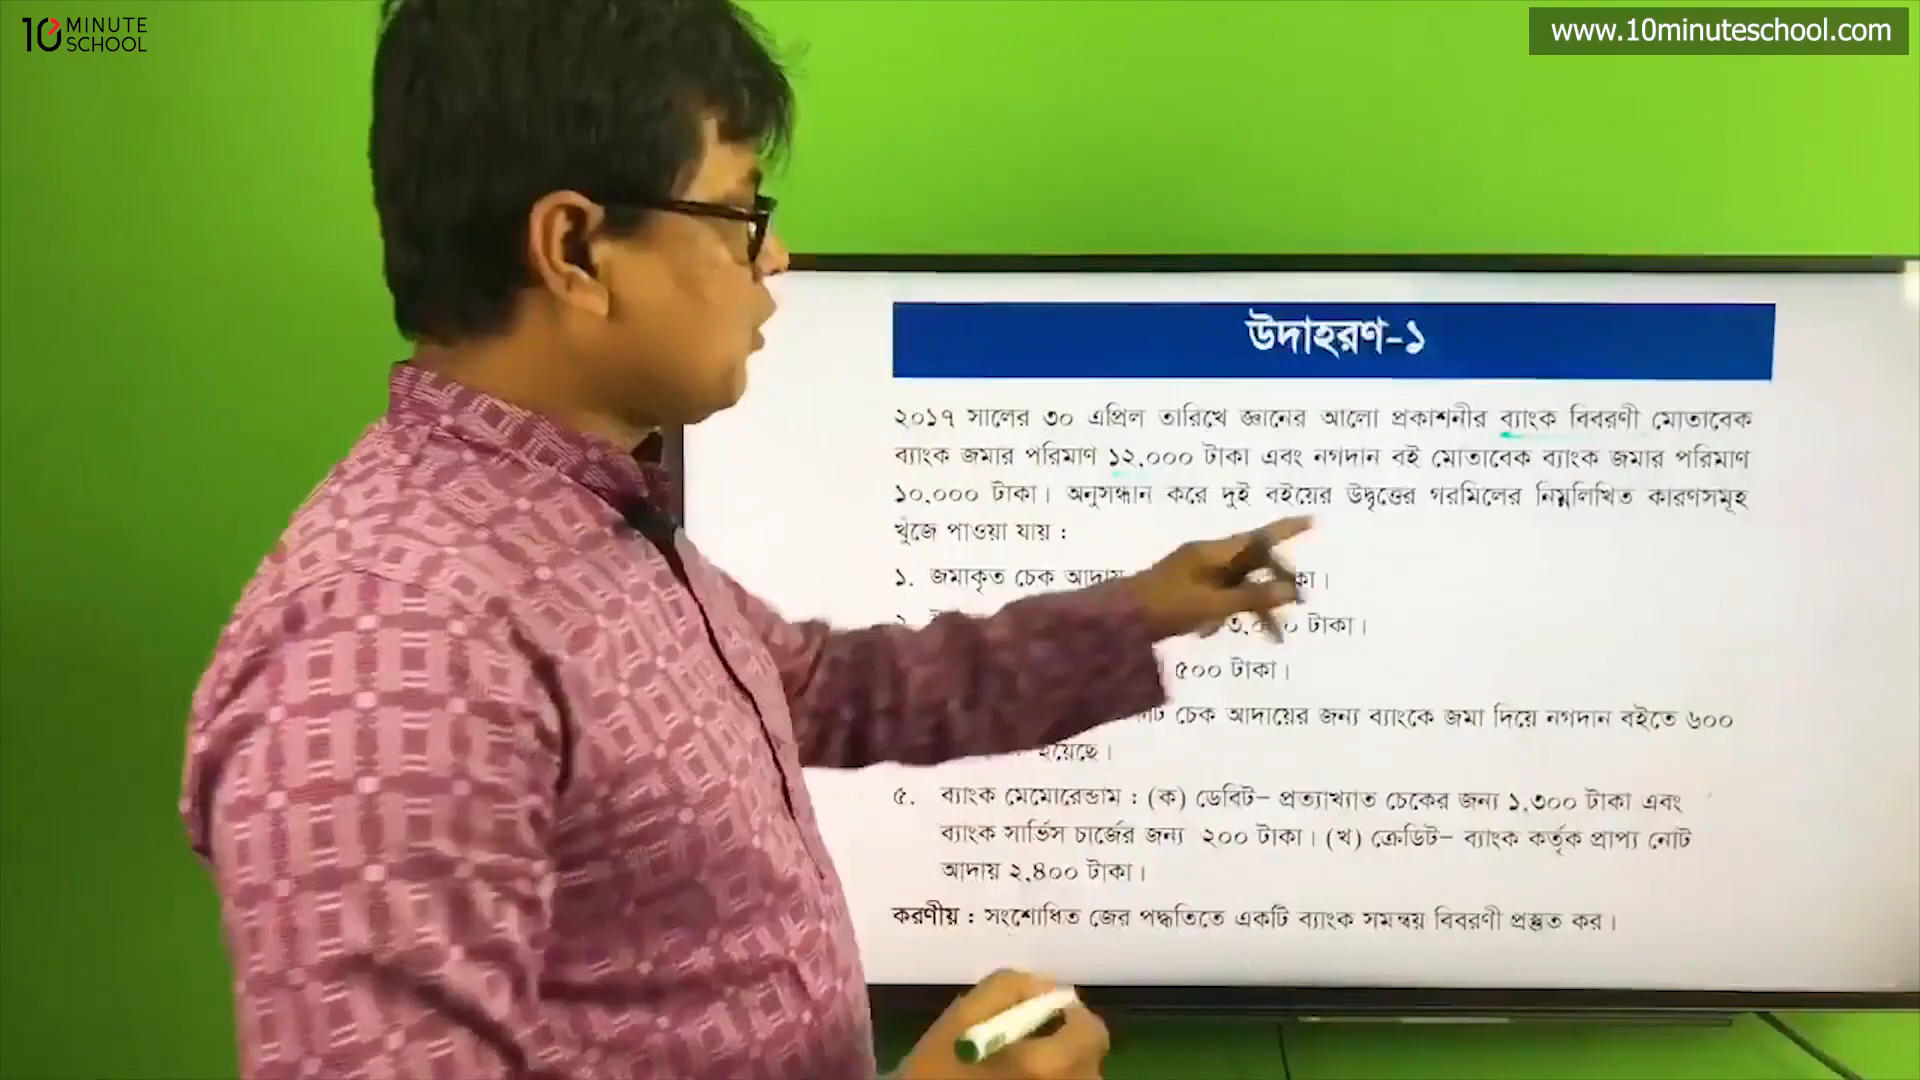 10 MINUTE
SCHOOL
www.10minuteschool.com
উদাহরণ-১
২০১৭ সালের ৩০ এপ্রিল তারিখে জ্ঞানের আলো প্রকাশনীর ব্যাংক বিবরণী মোতাবেক
ব্যাংক জমার পরিমাণ ১২,০০০ টাকা এবং নগদান বই মোতাবেক ব্যাংক জমার পরিমাণ
১০,০০০ টাকা। অনুসন্ধান করে দুই বইয়ের উদ্বৃত্তের গরমিলের নিম্নলিখিত কারণসমূহ
খুঁজে পাওয়া যায় :
১. জমাকৃত চেক আদায়
টাকা।
৫০০ টাকা।
চেক আদায়ের জন্য ব্যাংকে জমা দিয়ে নগদান বইতে ৬০০
হয়েছে।
৫. ব্যাংক মেমোরেন্ডাম : (ক) ডেবিট– প্রত্যাখ্যাত চেকের জন্য ১,৩০০ টাকা এবং
ব্যাংক সার্ভিস চার্জের জন্য ২০০ টাকা। (খ) ক্রেডিট– ব্যাংক কর্তৃক প্রাপ্য নোট
আদায় ২,৪০০ টাকা।
করণীয় : সংশোধিত জের পদ্ধতিতে একটি ব্যাংক সমন্বয় বিবরণী প্রস্তুত কর।